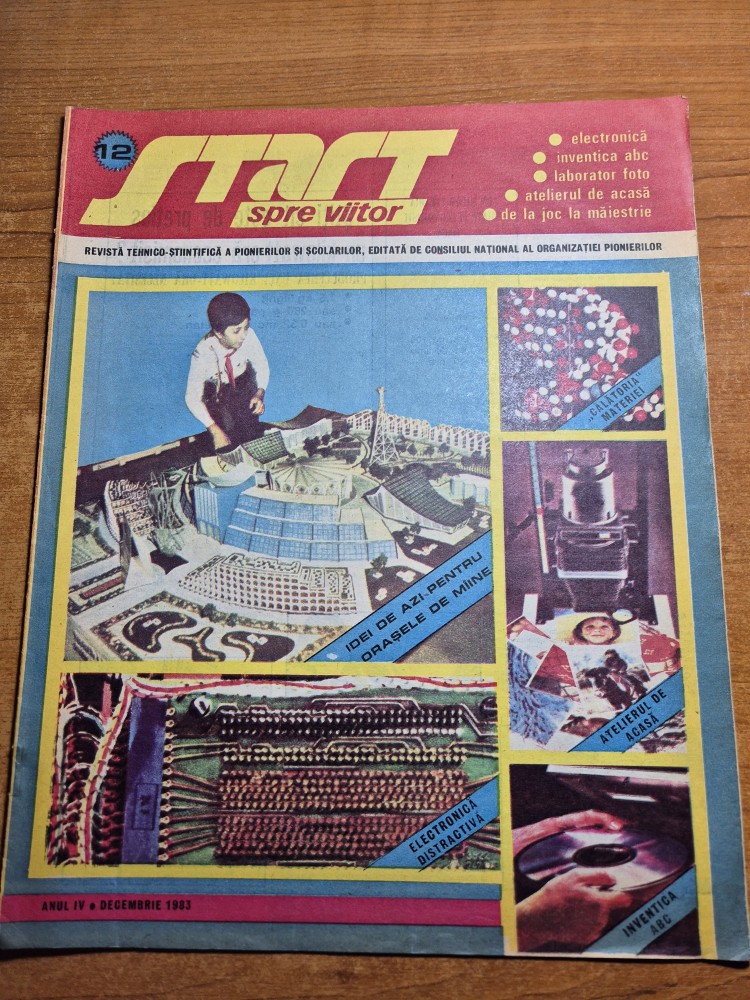 12
START
spre viitor
● electronică
● inventica abc
● laborator foto
● atelierul de acasă
● de la joc la măiestrie
REVISTĂ TEHNICO-ŞTIINŢIFICĂ A PIONIERILOR ŞI ŞCOLARILOR, EDITATĂ DE CONSILIUL NAŢIONAL AL ORGANIZAŢIEI PIONIERILOR
„CĂLĂTORIA"
MATERIEI
IDEI DE AZI PENTRU
ORAŞELE DE MÎINE
ATELIERUL DE
ACASĂ
ELECTRONICA
DISTRACTIVĂ
INVENTICA
ABC
ANUL IV ● DECEMBRIE 1983